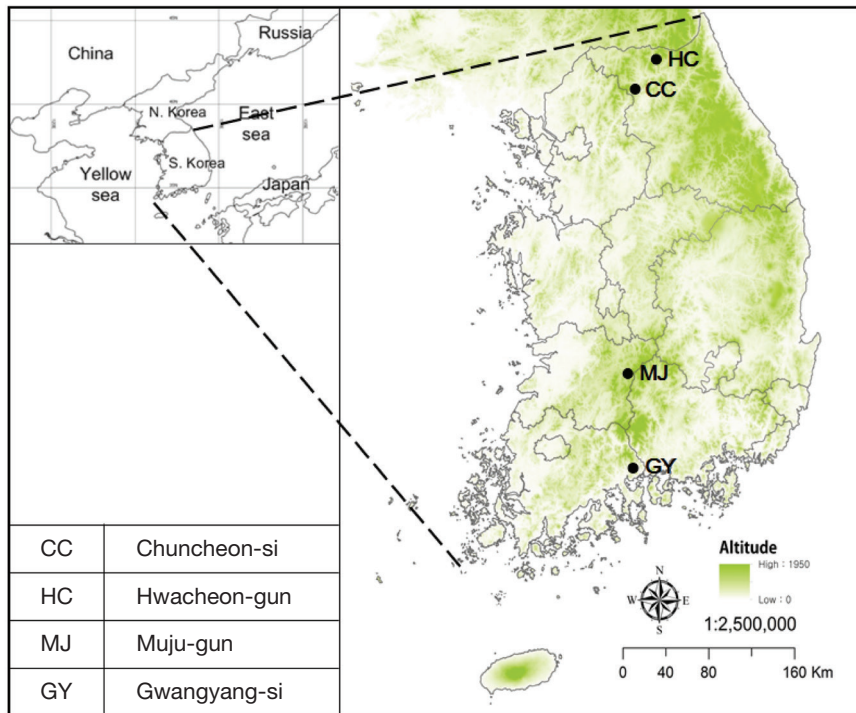 China
Russia
N. Korea
East
sea
S. Korea
Yellow
sea
Japan
HC
CC
MJ
GY
CC Chuncheon-si
HC Hwacheon-gun
MJ Muju-gun
GY Gwangyang-si
Altitude
High : 1950
Low : 0
N
W E
S
1:2,500,000
0 40 80 160 Km